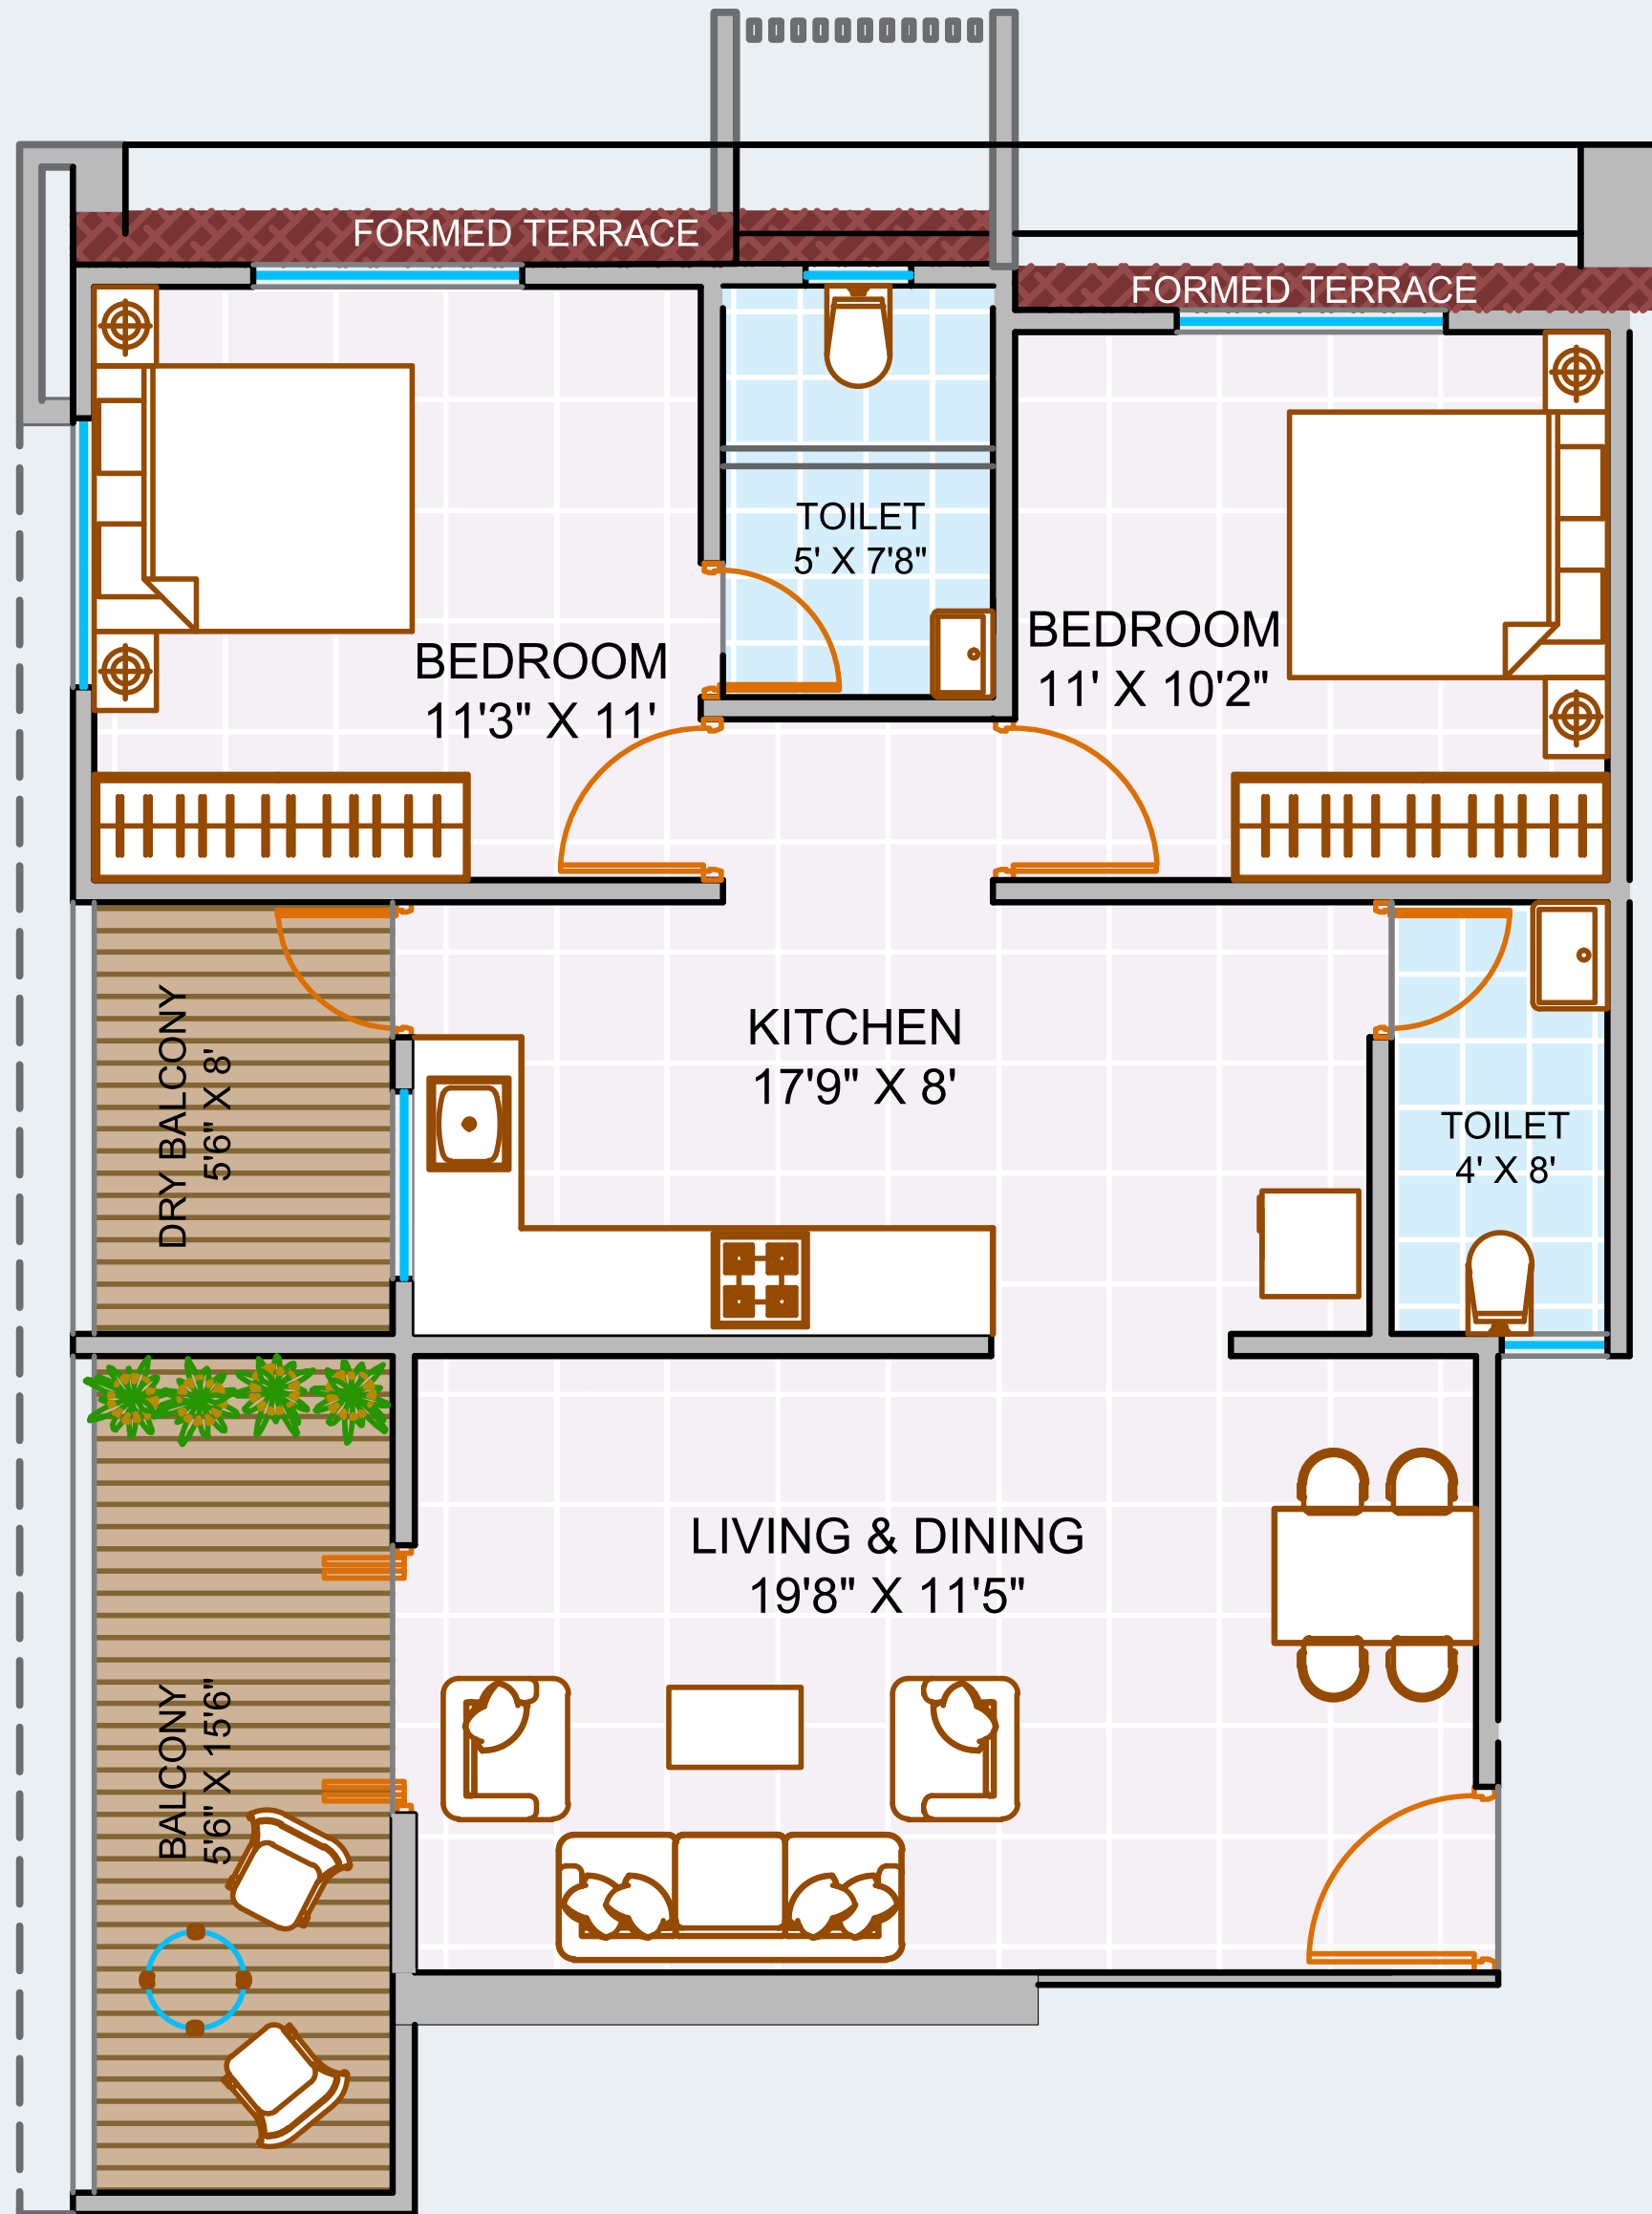 FORMED TERRACE
FORMED TERRACE
TOILET
5' X 7'8"
BEDROOM
11' X 10'2"
BEDROOM
11'3" X 11'
DRY BALCONY
5'6" X 8'
KITCHEN
17'9" X 8'
TOILET
4' X 8'
LIVING & DINING
19'8" X 11'5"
BALCONY
5'6" X 15'6"